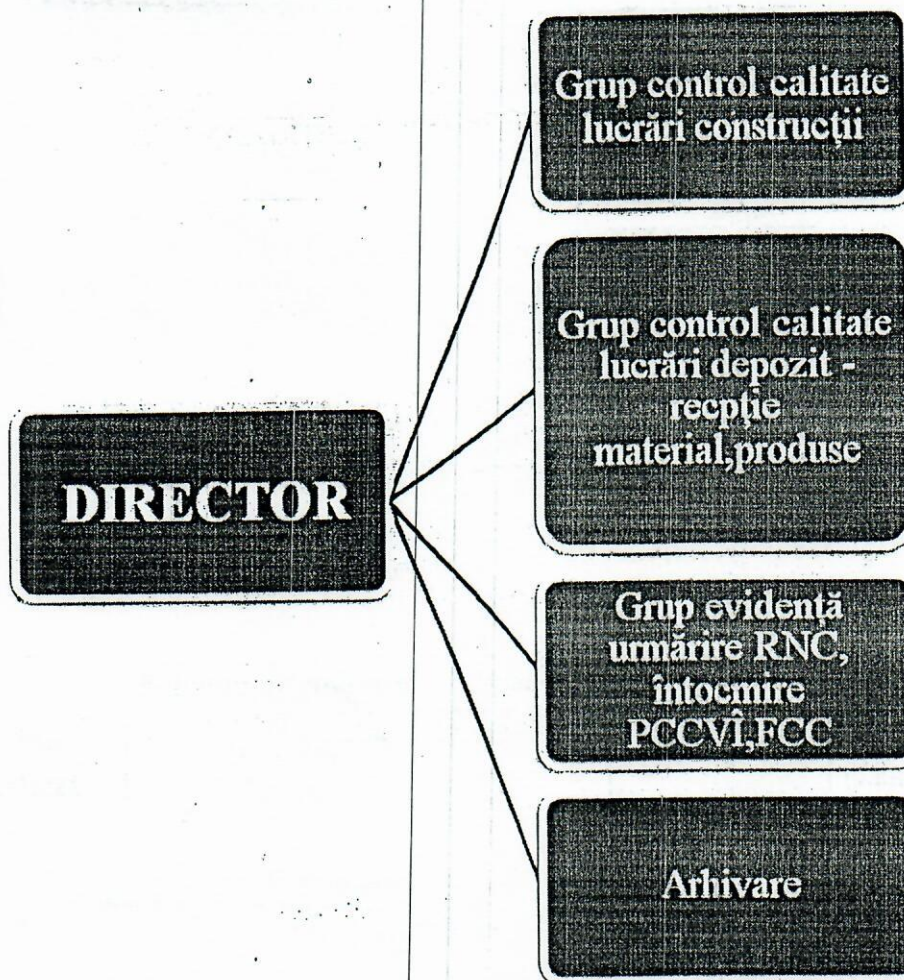 Grup control calitate
lucrări construcții
Grup control calitate
lucrări depozit -
recpţie
material,produse
DIRECTOR
Grup evidență
urmărire RNC,
întocmire
PCCVÎ,FCC
Arhivare